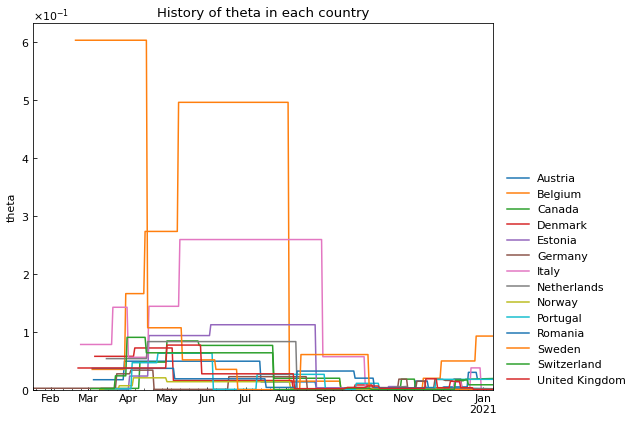 History of theta in each country
×10⁻¹
6
5
4
3
2
1
0
theta
Feb Mar Apr May Jun Jul Aug Sep Oct Nov Dec Jan
2021
Austria
Belgium
Canada
Denmark
Estonia
Germany
Italy
Netherlands
Norway
Portugal
Romania
Sweden
Switzerland
United Kingdom